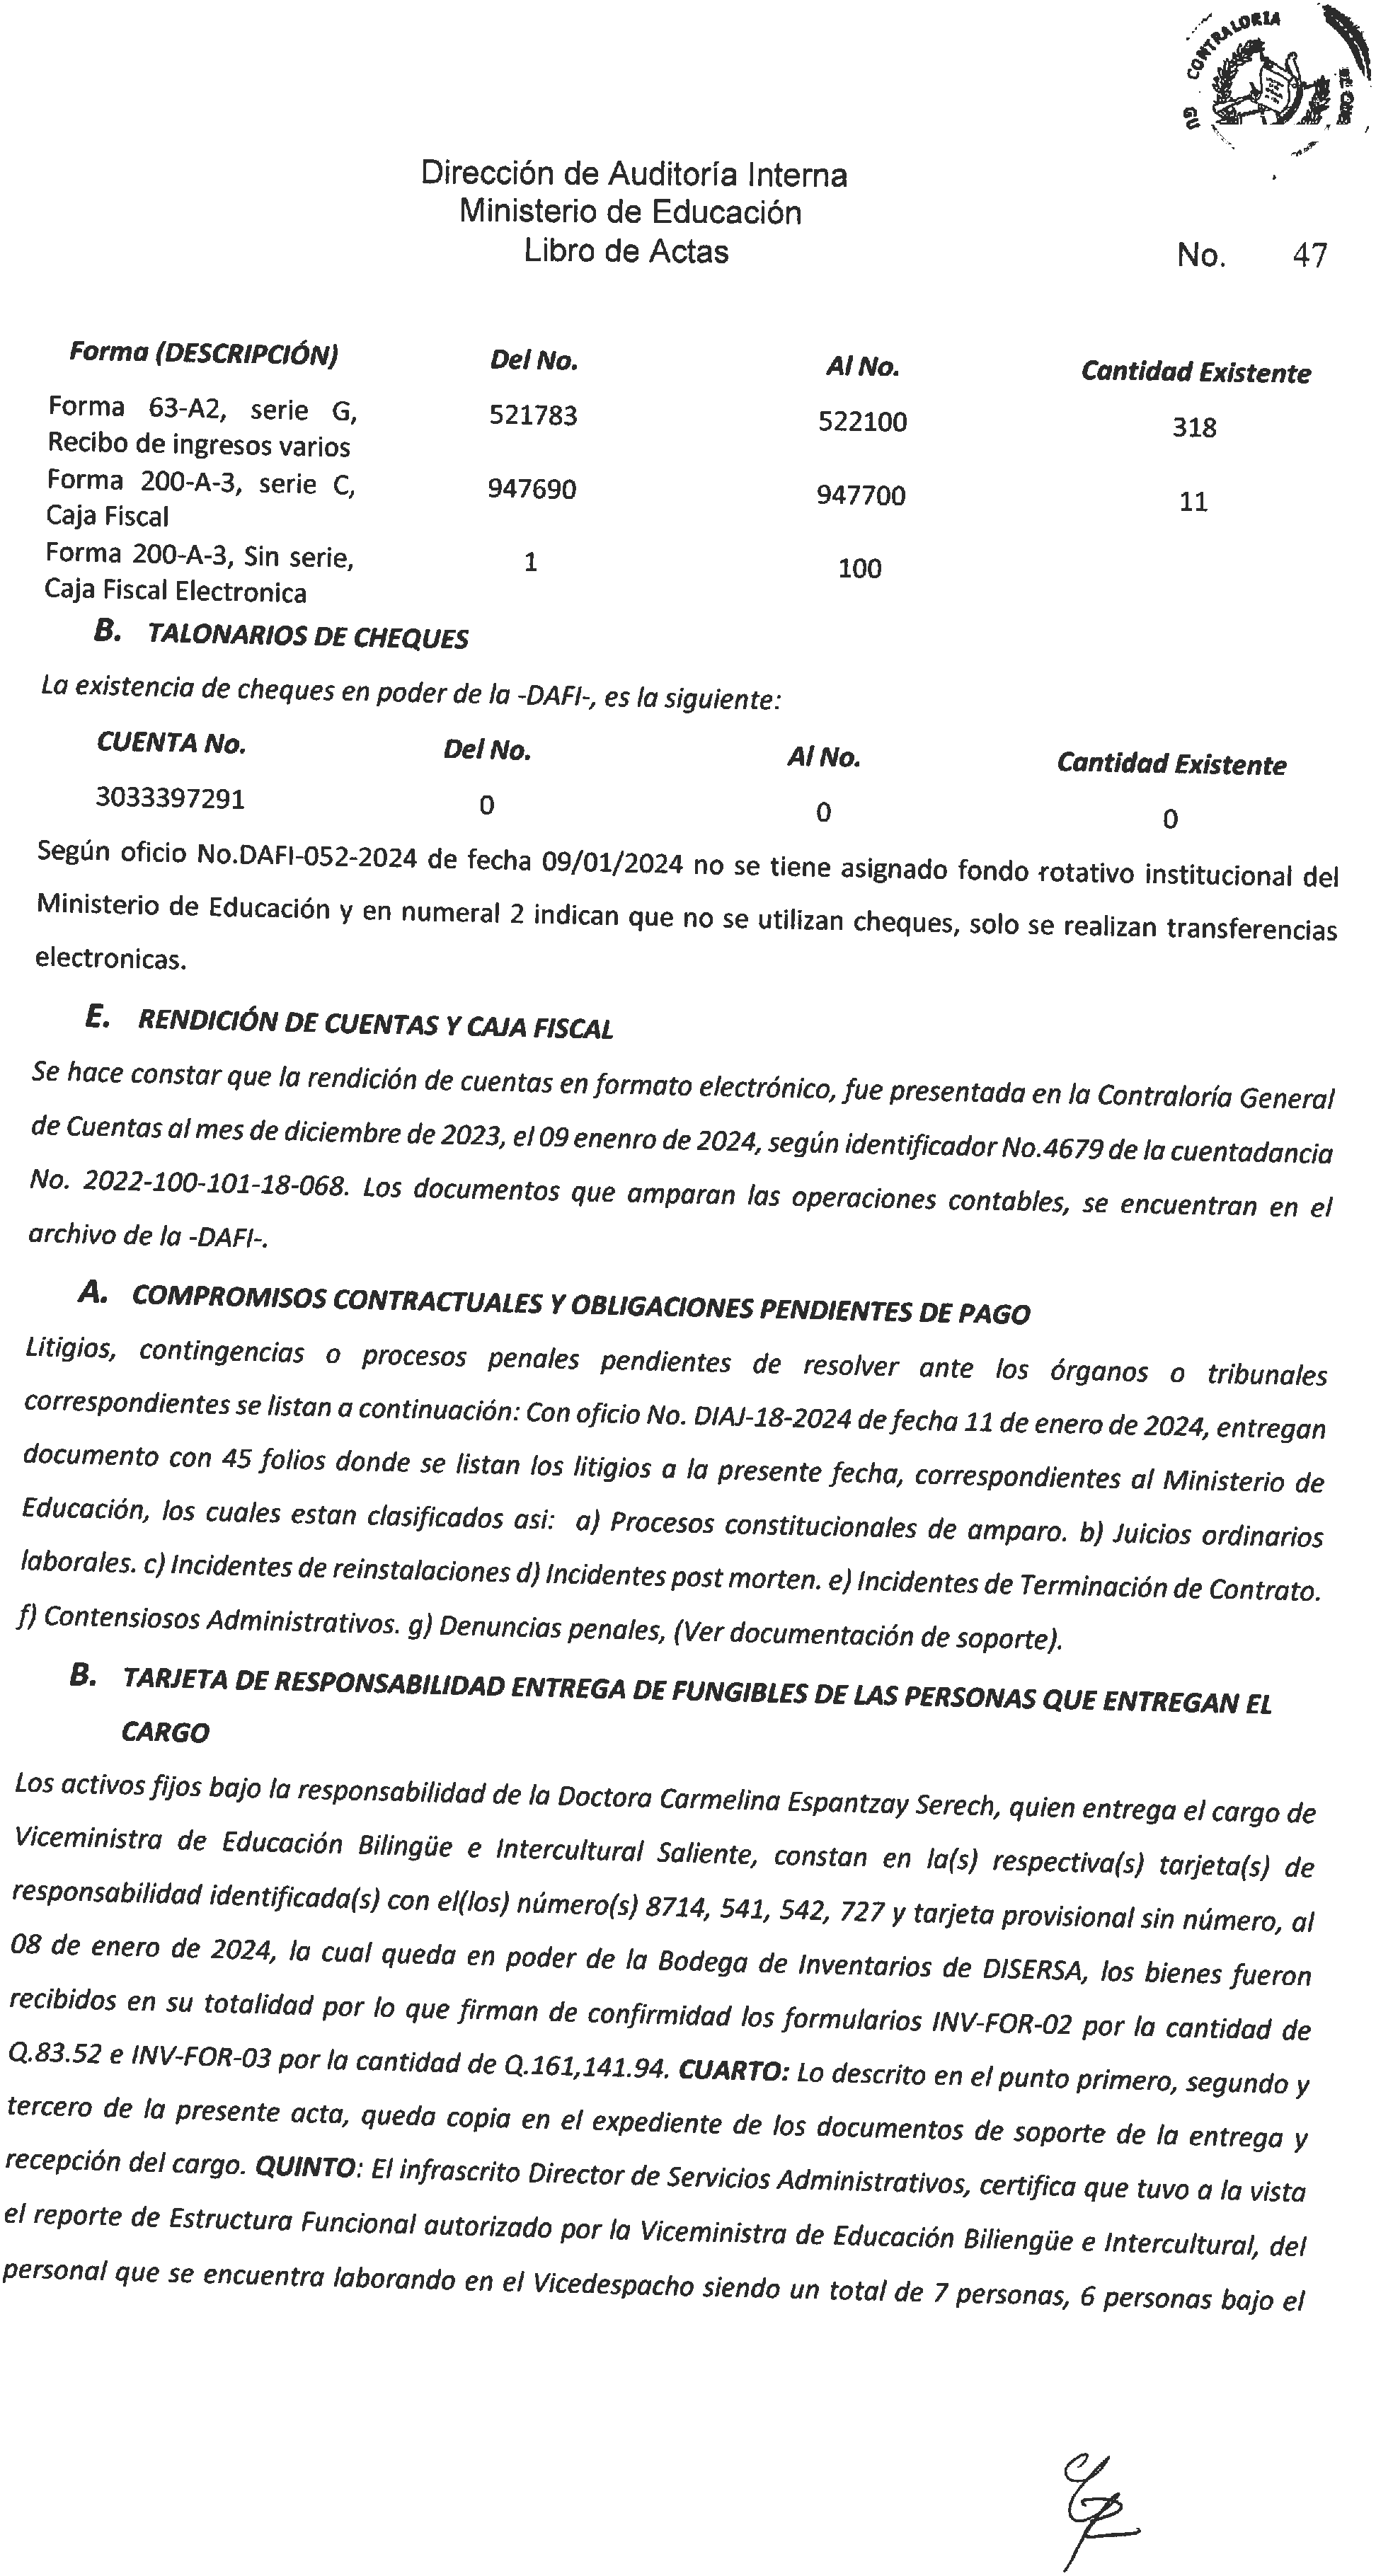 CONTRALORIA
GU
DE CUE
Dirección de Auditoría Interna
Ministerio de Educación
Libro de Actas
No. 47
Forma (DESCRIPCIÓN) Del No. Al No. Cantidad Existente
Forma 63-A2, serie G, 521783 522100 318
Recibo de ingresos varios
Forma 200-A-3, serie C, 947690 947700 11
Caja Fiscal
Forma 200-A-3, Sin serie, 1 100
Caja Fiscal Electronica
B. TALONARIOS DE CHEQUES
La existencia de cheques en poder de la -DAFI-, es la siguiente:
CUENTA No. Del No. Al No. Cantidad Existente
3033397291 0 0 0
Según oficio No.DAFI-052-2024 de fecha 09/01/2024 no se tiene asignado fondo rotativo institucional del
Ministerio de Educación y en numeral 2 indican que no se utilizan cheques, solo se realizan transferencias
electronicas.
E. RENDICIÓN DE CUENTAS Y CAJA FISCAL
Se hace constar que la rendición de cuentas en formato electrónico, fue presentada en la Contraloría General
de Cuentas al mes de diciembre de 2023, el 09 enenro de 2024, según identificador No.4679 de la cuentadancia
No. 2022-100-101-18-068. Los documentos que amparan las operaciones contables, se encuentran en el
archivo de la -DAFI-.
A. COMPROMISOS CONTRACTUALES Y OBLIGACIONES PENDIENTES DE PAGO
Litigios, contingencias o procesos penales pendientes de resolver ante los órganos o tribunales
correspondientes se listan a continuación: Con oficio No. DIAJ-18-2024 de fecha 11 de enero de 2024, entregan
documento con 45 folios donde se listan los litigios a la presente fecha, correspondientes al Ministerio de
Educación, los cuales estan clasificados asi: a) Procesos constitucionales de amparo. b) Juicios ordinarios
laborales. c) Incidentes de reinstalaciones d) Incidentes post morten. e) Incidentes de Terminación de Contrato.
f) Contensiosos Administrativos. g) Denuncias penales, (Ver documentación de soporte).
B. TARJETA DE RESPONSABILIDAD ENTREGA DE FUNGIBLES DE LAS PERSONAS QUE ENTREGAN EL
CARGO
Los activos fijos bajo la responsabilidad de la Doctora Carmelina Espantzay Serech, quien entrega el cargo de
Viceministra de Educación Bilingüe e Intercultural Saliente, constan en la(s) respectiva(s) tarjeta(s) de
responsabilidad identificada(s) con el(los) número(s) 8714, 541, 542, 727 y tarjeta provisional sin número, al
08 de enero de 2024, la cual queda en poder de la Bodega de Inventarios de DISERSA, los bienes fueron
recibidos en su totalidad por lo que firman de confirmidad los formularios INV-FOR-02 por la cantidad de
Q.83.52 e INV-FOR-03 por la cantidad de Q.161,141.94. CUARTO: Lo descrito en el punto primero, segundo y
tercero de la presente acta, queda copia en el expediente de los documentos de soporte de la entrega y
recepción del cargo. QUINTO: El infrascrito Director de Servicios Administrativos, certifica que tuvo a la vista
el reporte de Estructura Funcional autorizado por la Viceministra de Educación Biliengüe e Intercultural, del
personal que se encuentra laborando en el Vicedespacho siendo un total de 7 personas, 6 personas bajo el